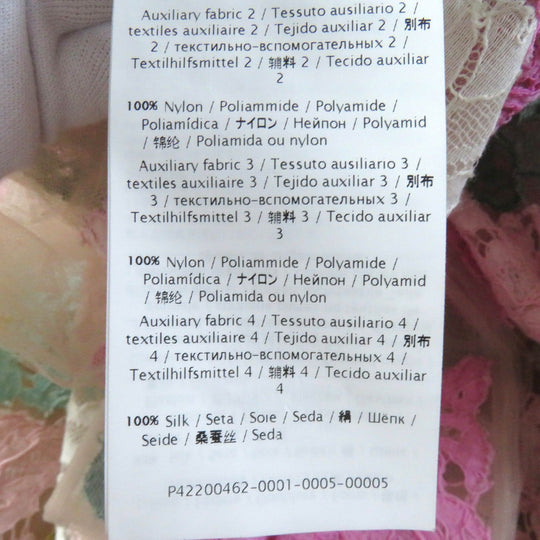 Auxiliary fabric 2 / Tessuto ausiliario 2 /
textiles auxiliaire 2 / Tejido auxiliar 2 / 別布
2 / текстильно-вспомогательных 2 /
Textilhilfsmittel 2 / 辅料 2 / Tecido auxiliar
2
100% Nylon / Poliammide / Polyamide /
Poliamídica / ナイロン / Нейпон / Polyamid
/ 锦纶 / Poliamida ou nylon
Auxiliary fabric 3 / Tessuto ausiliario 3 /
textiles auxiliaire 3 / Tejido auxiliar 3 / 別布
3 / текстильно-вспомогательных 3 /
Textilhilfsmittel 3 / 辅料 3 / Tecido auxiliar
3
100% Nylon / Poliammide / Polyamide /
Poliamídica / ナイロン / Нейпон / Polyamid
/ 锦纶 / Poliamida ou nylon
Auxiliary fabric 4 / Tessuto ausiliario 4 /
textiles auxiliaire 4 / Tejido auxiliar 4 / 別布
4 / текстильно-вспомогательных 4 /
Textilhilfsmittel 4 / 辅料 4 / Tecido auxiliar
4
100% Silk / Seta / Soie / Seda / 絹 / Шёпк /
Seide / 桑蚕丝 / Seda
P42200462-0001-0005-00005